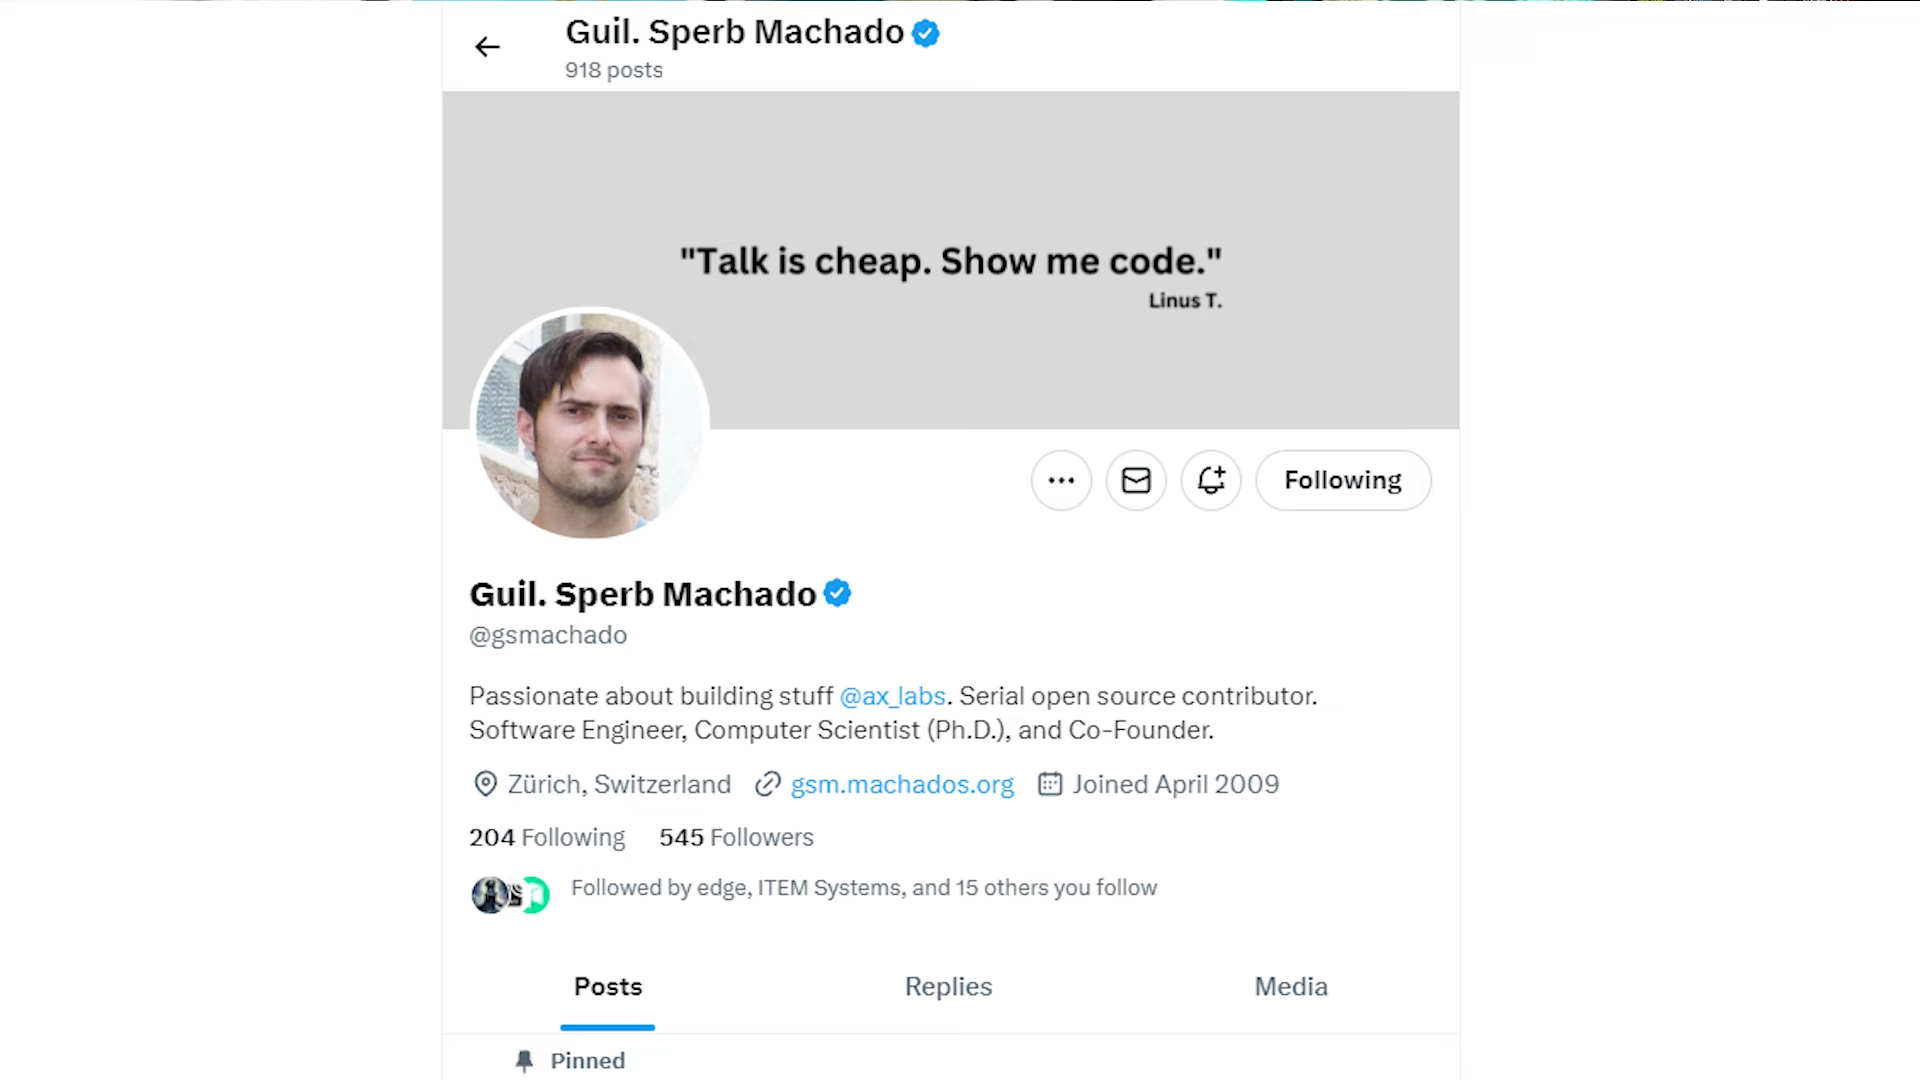 Guil. Sperb Machado
918 posts
"Talk is cheap. Show me code."
Linus T.
Following
Guil. Sperb Machado
@gsmachado
Passionate about building stuff @ax_labs. Serial open source contributor.
Software Engineer, Computer Scientist (Ph.D.), and Co-Founder.
Zürich, Switzerland gsm.machados.org Joined April 2009
204 Following 545 Followers
Followed by edge, ITEM Systems, and 15 others you follow
Posts Replies Media
Pinned